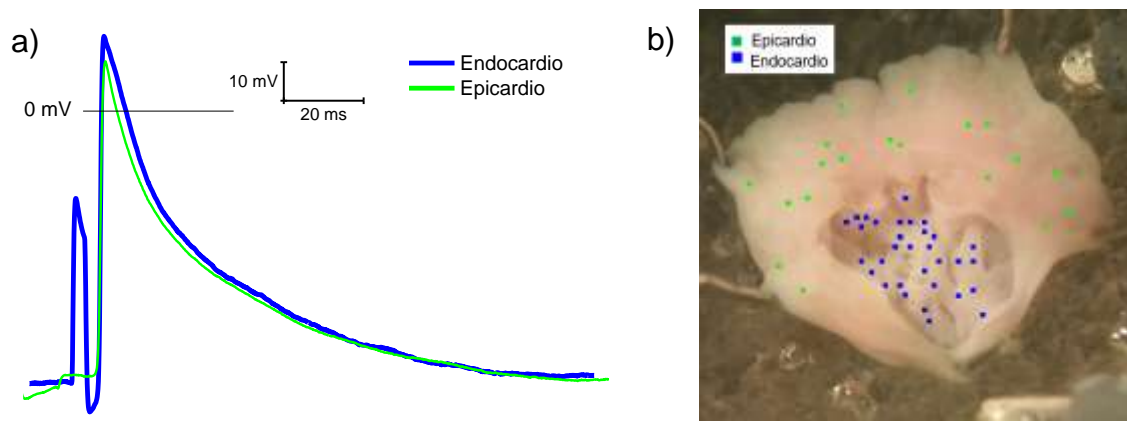 a)
0 mV
10 mV
20 ms
Endocardio
Epicardio
b)
Epicardio
Endocardio